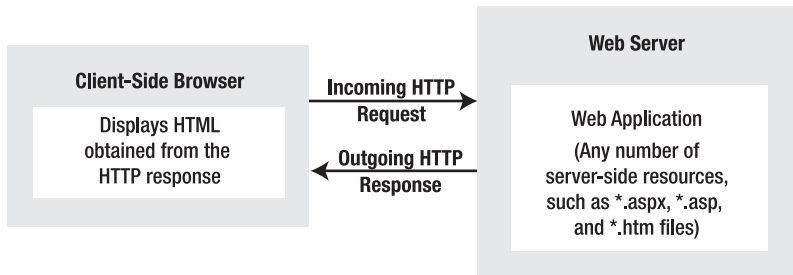 Client-Side Browser
Displays HTML
obtained from the
HTTP response
Incoming HTTP
Request
Outgoing HTTP
Response
Web Server
Web Application
(Any number of
server-side resources,
such as *.aspx, *.asp,
and *.htm files)